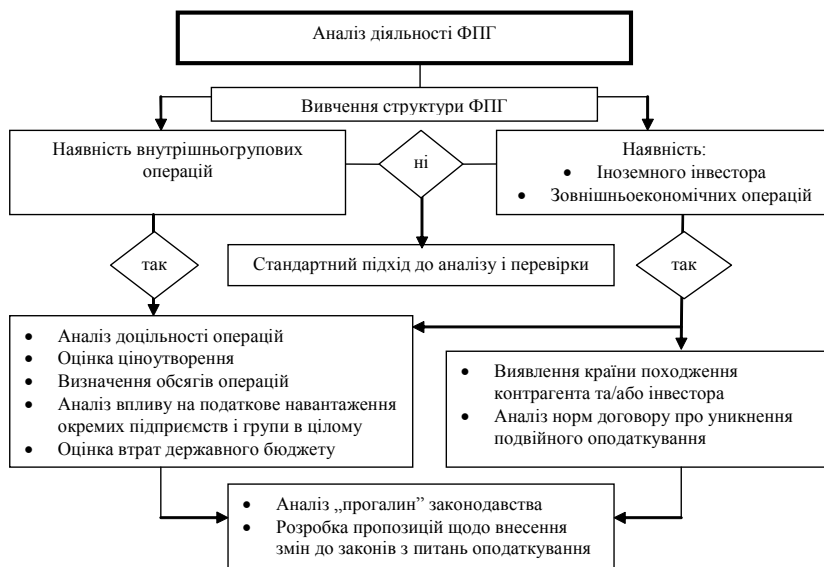 Аналіз діяльності ФПГ
Вивчення структури ФПГ
Наявність внутрішньогрупових
операцій
ні
Наявність:
• Іноземного інвестора
• Зовнішньоекономічних операцій
так
Стандартний підхід до аналізу і перевірки
так
• Аналіз доцільності операцій
• Оцінка ціноутворення
• Визначення обсягів операцій
• Аналіз впливу на податкове навантаження
окремих підприємств і групи в цілому
• Оцінка втрат державного бюджету
• Виявлення країни походження
контрагента та/або інвестора
• Аналіз норм договору про уникнення
подвійного оподаткування
• Аналіз „прогалин” законодавства
• Розробка пропозицій щодо внесення
змін до законів з питань оподаткування